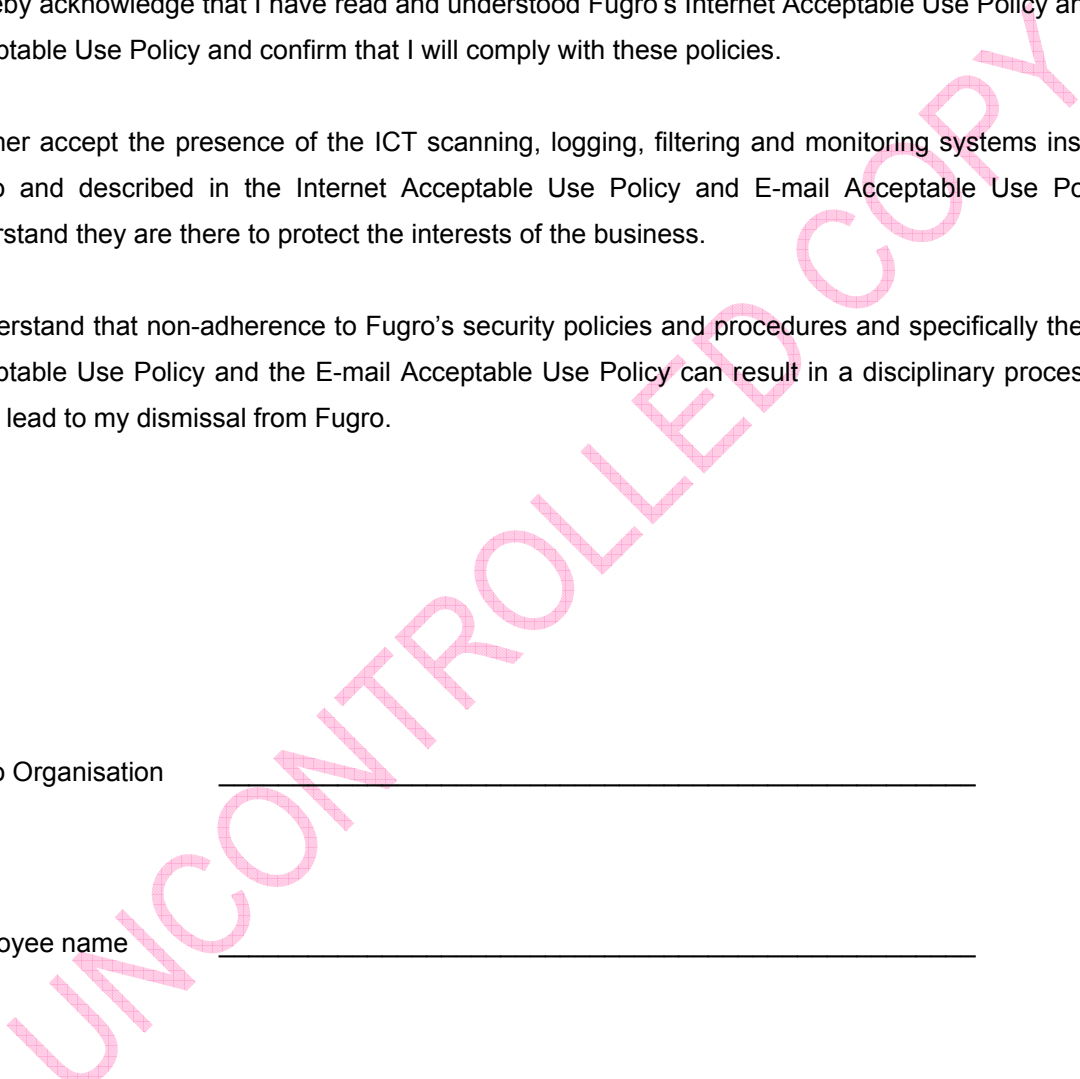 eby acknowledge that I have read and understood Fugro's Internet Acceptable Use Policy an
ptable Use Policy and confirm that I will comply with these policies.
her accept the presence of the ICT scanning, logging, filtering and monitoring systems ins
o and described in the Internet Acceptable Use Policy and E-mail Acceptable Use Po
rstand they are there to protect the interests of the business.
erstand that non-adherence to Fugro's security policies and procedures and specifically the
ptable Use Policy and the E-mail Acceptable Use Policy can result in a disciplinary proces
lead to my dismissal from Fugro.
o Organisation
oyee name
UNCONTROLLED COPY